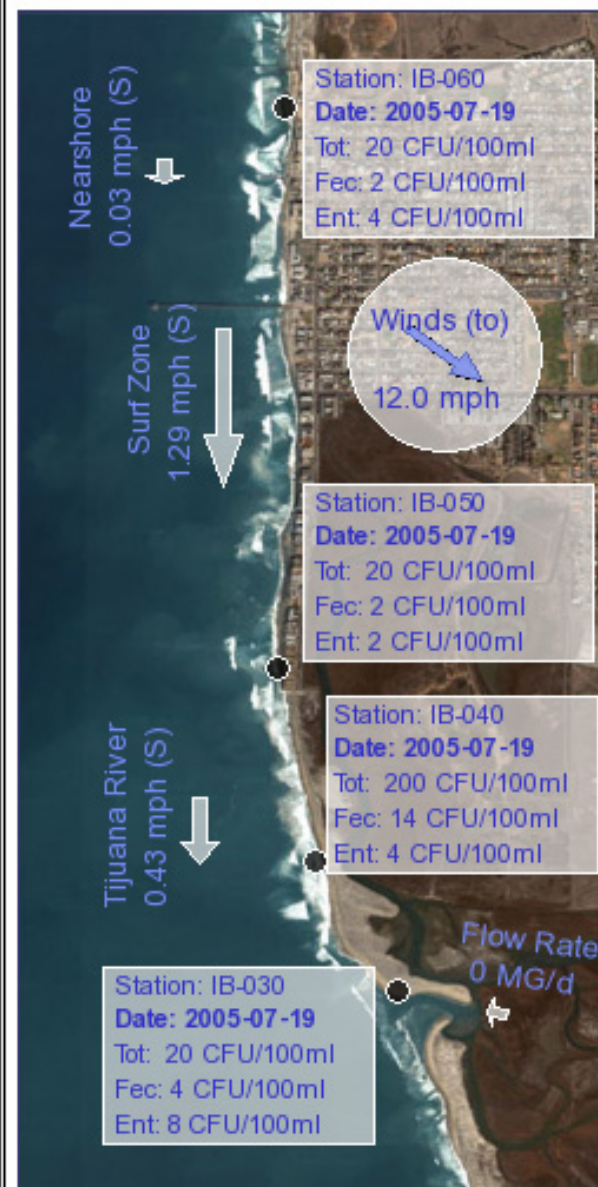 Nearshore
0.03 mph (S)
Station: IB-060
Date: 2005-07-19
Tot: 20 CFU/100ml
Fec: 2 CFU/100ml
Ent: 4 CFU/100ml
Surf Zone
1.29 mph (S)
Winds (to)
12.0 mph
Station: IB-050
Date: 2005-07-19
Tot: 20 CFU/100ml
Fec: 2 CFU/100ml
Ent: 2 CFU/100ml
Tijuana River
0.43 mph (S)
Station: IB-040
Date: 2005-07-19
Tot: 200 CFU/100ml
Fec: 14 CFU/100ml
Ent: 4 CFU/100ml
Flow Rate
0 MG/d
Station: IB-030
Date: 2005-07-19
Tot: 20 CFU/100ml
Fec: 4 CFU/100ml
Ent: 8 CFU/100ml